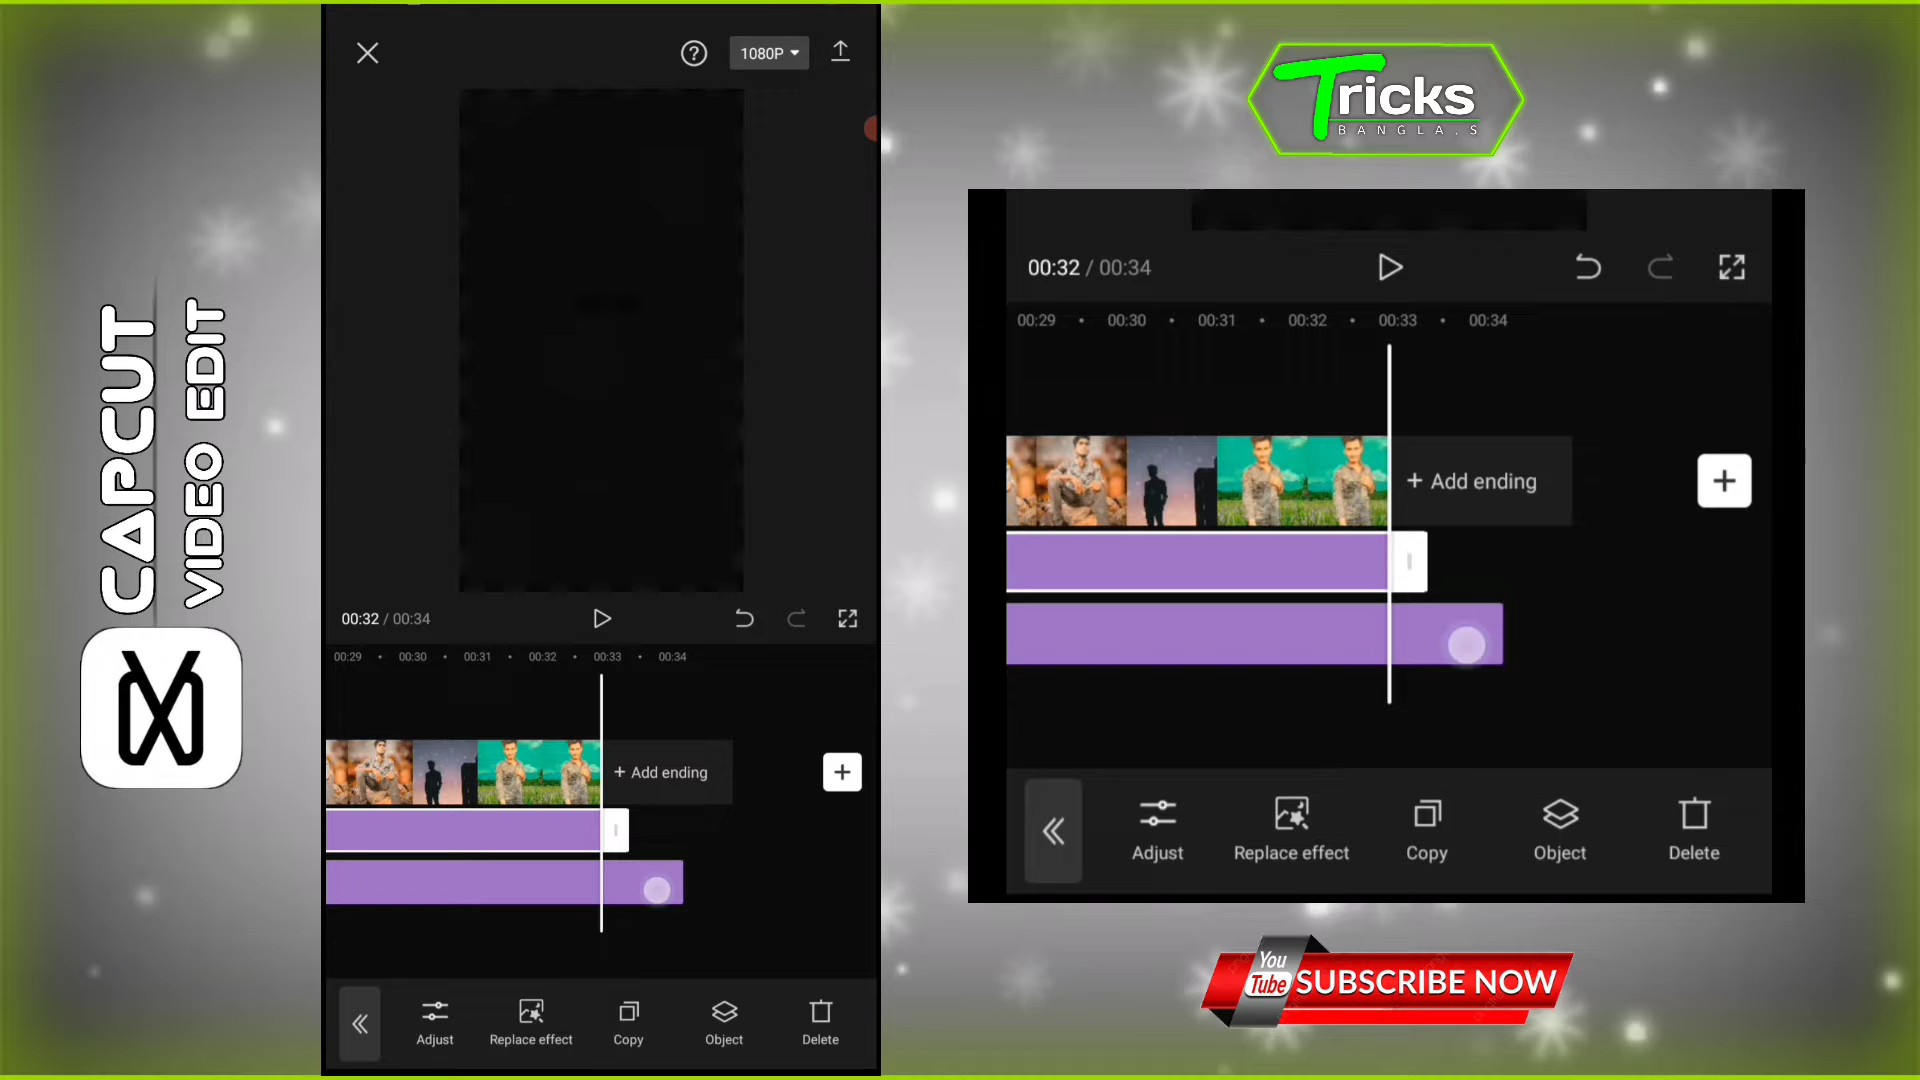 CAPCUT
VIDEO EDIT
1080P
00:32 / 00:34
00:29 • 00:30 • 00:31 • 00:32 • 00:33 • 00:34
+ Add ending
Adjust
Replace effect
Copy
Object
Delete
Tricks
BANGLA.S
00:32 / 00:34
00:29 • 00:30 • 00:31 • 00:32 • 00:33 • 00:34
+ Add ending
Adjust
Replace effect
Copy
Object
Delete
You
Tube
SUBSCRIBE NOW